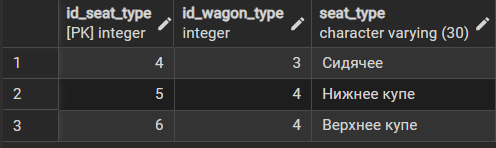 id_seat_type id_wagon_type seat_type
[PK] integer integer character varying (30)
1 4 3 Сидячее
2 5 4 Нижнее купе
3 6 4 Верхнее купе